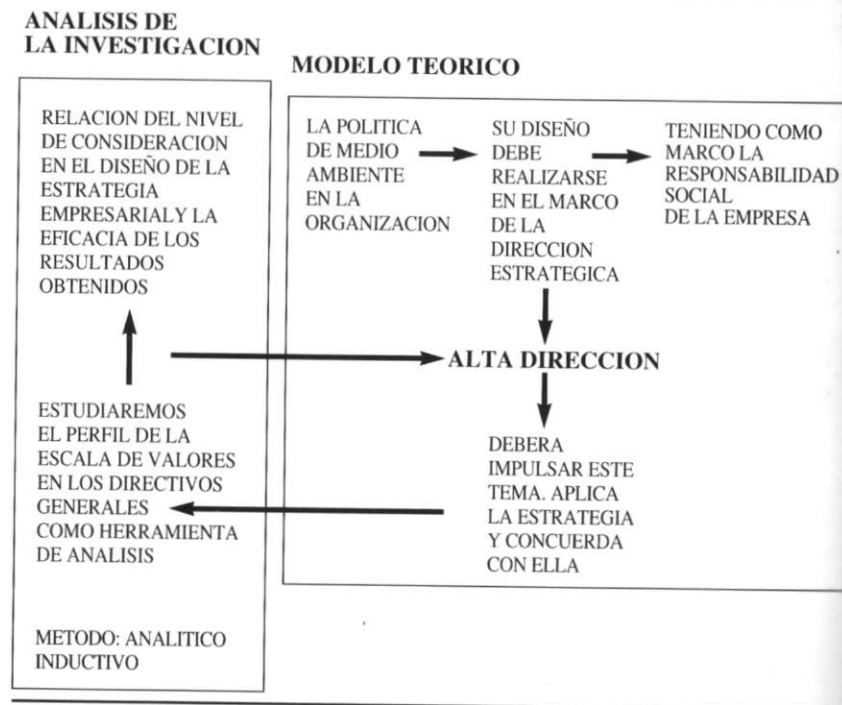 ANALISIS DE
LA INVESTIGACION
RELACION DEL NIVEL
DE CONSIDERACION
EN EL DISEÑO DE LA
ESTRATEGIA
EMPRESARIALY LA
EFICACIA DE LOS
RESULTADOS
OBTENIDOS
ESTUDIAREMOS
EL PERFIL DE LA
ESCALA DE VALORES
EN LOS DIRECTIVOS
GENERALES
COMO HERRAMIENTA
DE ANALISIS
METODO: ANALITICO
INDUCTIVO
MODELO TEORICO
LA POLITICA
DE MEDIO
AMBIENTE
EN LA
ORGANIZACION
SU DISEÑO
DEBE
REALIZARSE
EN EL MARCO
DE LA
DIRECCION
ESTRATEGICA
TENIENDO COMO
MARCO LA
RESPONSABILIDAD
SOCIAL
DE LA EMPRESA
ALTA DIRECCION
DEBERA
IMPULSAR ESTE
TEMA. APLICA
LA ESTRATEGIA
Y CONCUERDA
CON ELLA